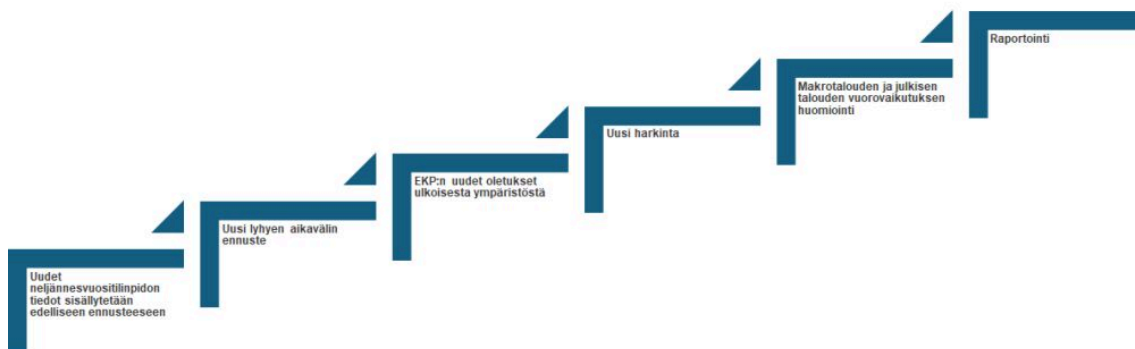 Uudet
neljännesvuositilinpidon
tiedot sisällytetään
edelliseen ennusteeseen
Uusi lyhyen aikavälin
ennuste
EKP:n uudet oletukset
ulkoisesta ympäristöstä
Uusi harkinta
Makrotalouden ja julkisen
talouden vuorovaikutuksen
huomiointi
Raportointi